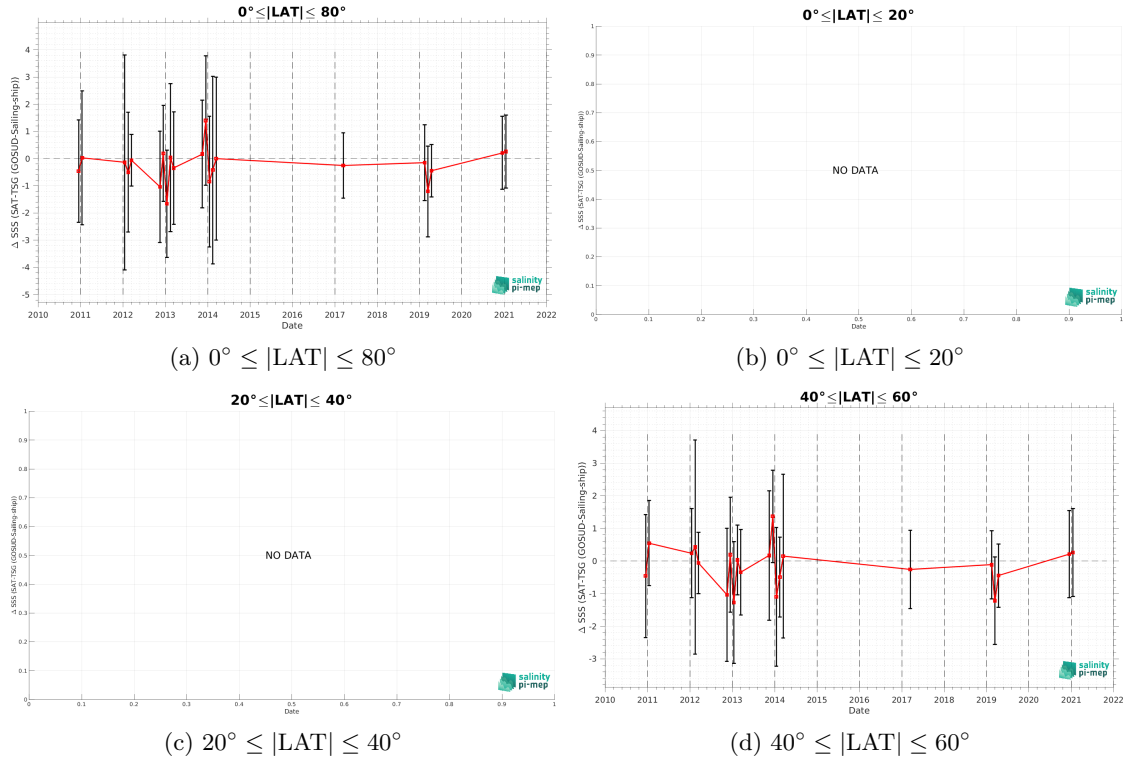 0°≤|LAT|≤ 80°
Δ SSS (SAT-TSG (GOSUD-Sailing-ship))
4
3
2
1
0
-1
-2
-3
-4
-5
2010 2011 2012 2013 2014 2015 2016 2017 2018 2019 2020 2021 2022
Date
salinity
pi-mep
(a) 0° ≤ |LAT| ≤ 80°
0°≤|LAT|≤ 20°
Δ SSS (SAT-TSG (GOSUD-Sailing-ship))
1
0.9
0.8
0.7
0.6
0.5
0.4
0.3
0.2
0.1
0
NO DATA
0 0.1 0.2 0.3 0.4 0.5 0.6 0.7 0.8 0.9 1
Date
salinity
pi-mep
(b) 0° ≤ |LAT| ≤ 20°
20°≤|LAT|≤ 40°
Δ SSS (SAT-TSG (GOSUD-Sailing-ship))
1
0.9
0.8
0.7
0.6
0.5
0.4
0.3
0.2
0.1
0
NO DATA
0 0.1 0.2 0.3 0.4 0.5 0.6 0.7 0.8 0.9 1
Date
salinity
pi-mep
(c) 20° ≤ |LAT| ≤ 40°
40°≤|LAT|≤ 60°
Δ SSS (SAT-TSG (GOSUD-Sailing-ship))
4
3
2
1
0
-1
-2
-3
2010 2011 2012 2013 2014 2015 2016 2017 2018 2019 2020 2021 2022
Date
salinity
pi-mep
(d) 40° ≤ |LAT| ≤ 60°